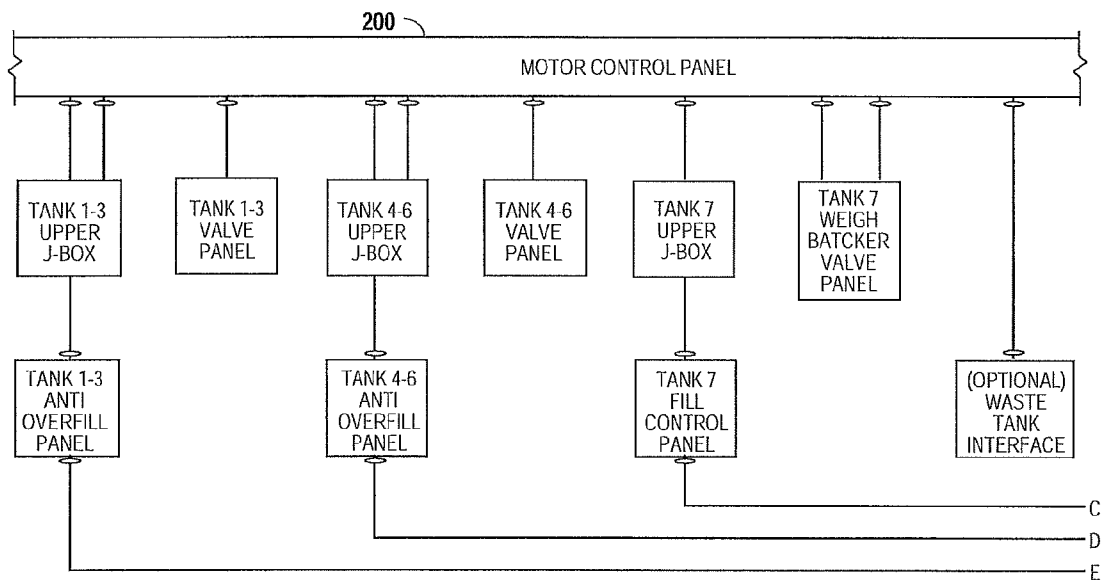 200
MOTOR CONTROL PANEL
TANK 1-3
UPPER
J-BOX
TANK 1-3
VALVE
PANEL
TANK 4-6
UPPER
J-BOX
TANK 4-6
VALVE
PANEL
TANK 7
UPPER
J-BOX
TANK 7
WEIGH
BATCKER
VALVE
PANEL
TANK 1-3
ANTI
OVERFILL
PANEL
TANK 4-6
ANTI
OVERFILL
PANEL
TANK 7
FILL
CONTROL
PANEL
(OPTIONAL)
WASTE
TANK
INTERFACE
C
D
E